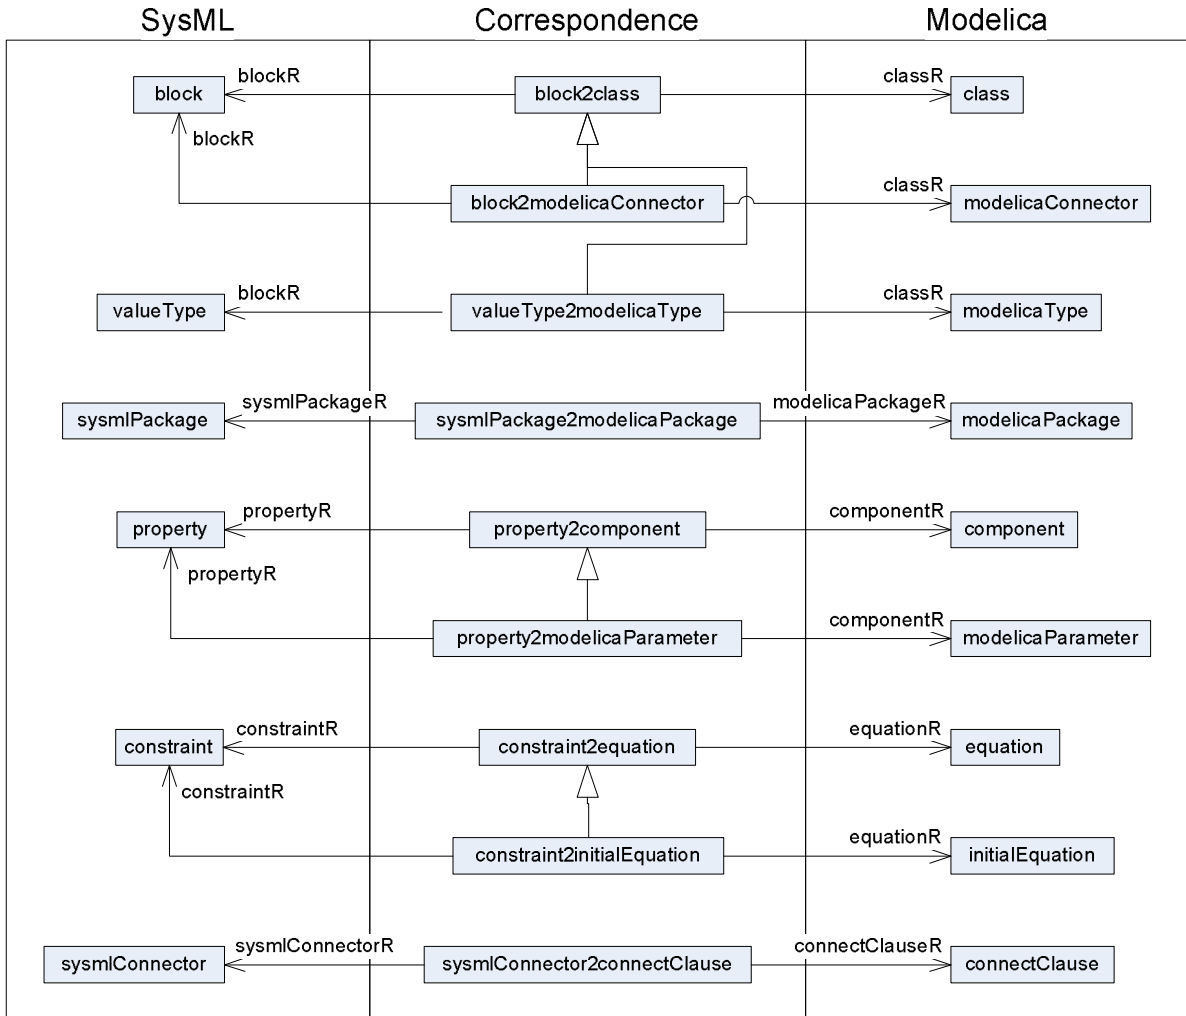 SysML Correspondence Modelica
blockR classR
block block2class class
blockR
classR
block2modelicaConnector modelicaConnector
blockR classR
valueType valueType2modelicaType modelicaType
sysmlPackageR modelicaPackageR
sysmlPackage sysmlPackage2modelicaPackage modelicaPackage
propertyR componentR
property property2component component
propertyR
componentR
property2modelicaParameter modelicaParameter
constraintR equationR
constraint constraint2equation equation
constraintR
equationR
constraint2initialEquation initialEquation
sysmlConnectorR connectClauseR
sysmlConnector sysmlConnector2connectClause connectClause